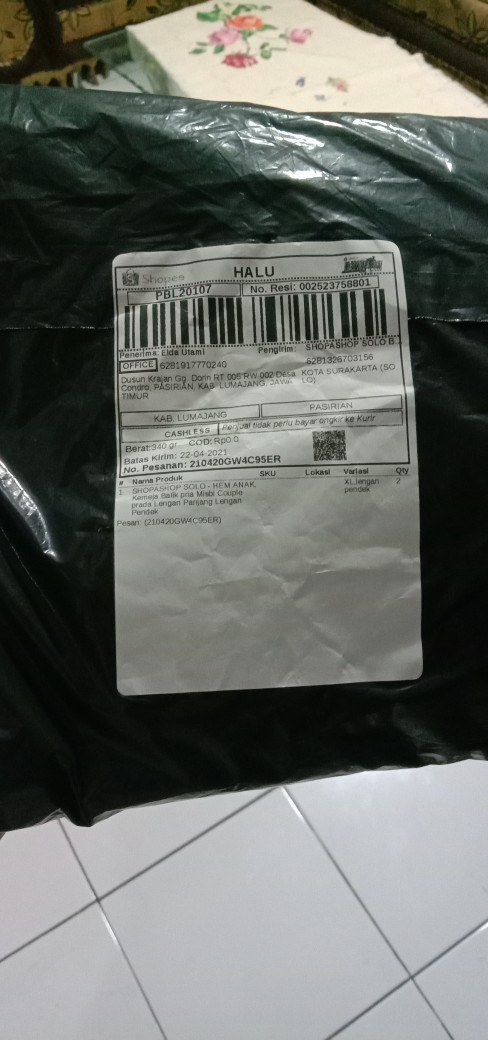 Shopee HALU
PBL20107 No. Resi: 002523758801
Penerima: Elda Utami Pengirim: SHOPASHOP SOLO B
OFFICE 6281917770240 6281326703156
Dusun Krajan Gg. Dorin RT 005 RW 002 Desa KOTA SURAKARTA (SO
Condro, PASIRIAN, KAB. LUMAJANG, JAWA LO)
TIMUR
KAB. LUMAJANG PASIRIAN
CASHLESS Penjual tidak perlu bayar ongkir ke Kurir
Berat:340 gr COD: Rp0.0
Batas Kirim: 22-04-2021
No. Pesanan: 210420GW4C95ER
# Nama Produk SKU Lokasi Variasi Qty
1 SHOPASHOP SOLO - HEM ANAK, XL,lengan 2
Kemeja Batik pria Misbi Couple pendek
prada Lengan Panjang Lengan
Pendek
Pesan: (210420GW4C95ER)